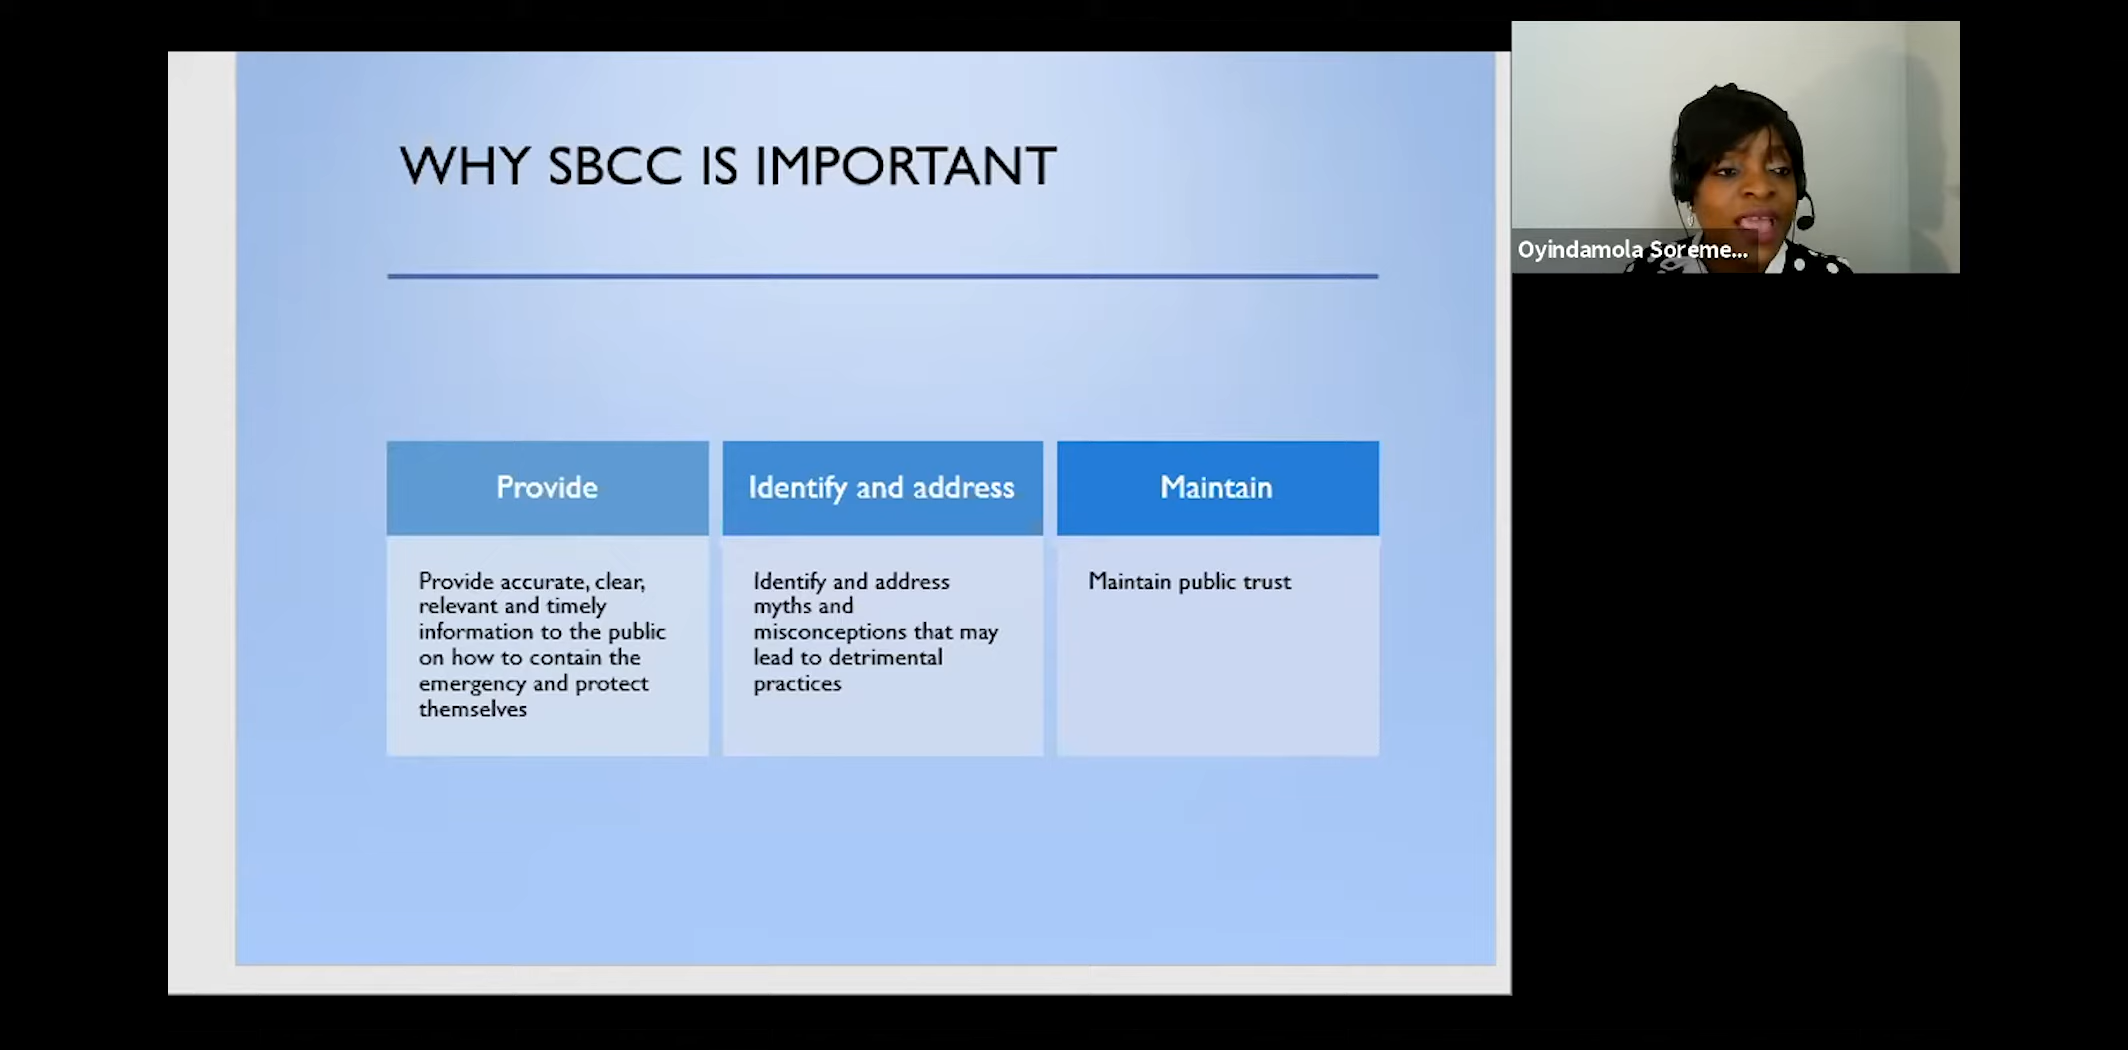 WHY SBCC IS IMPORTANT
Provide
Provide accurate, clear,
relevant and timely
information to the public
on how to contain the
emergency and protect
themselves
Identify and address
Identify and address
myths and
misconceptions that may
lead to detrimental
practices
Maintain
Maintain public trust
Oyindamola Soreme...